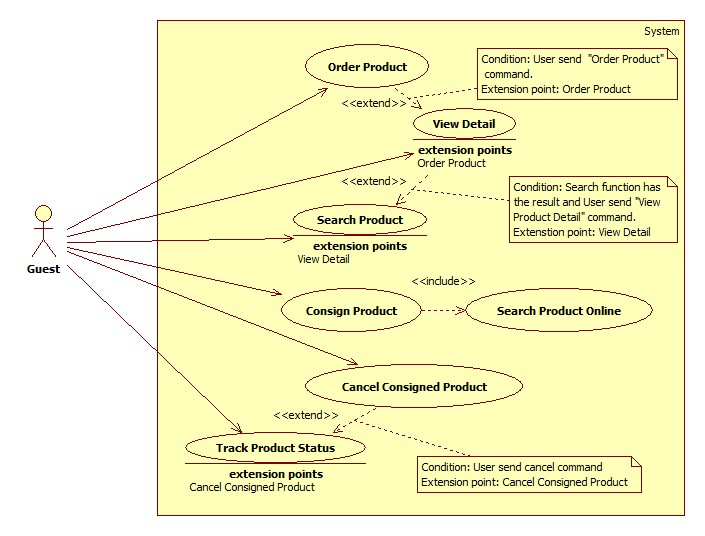 System
Order Product
Condition: User send "Order Product"
command.
Extension point: Order Product
<<extend>>
View Detail
extension points
Order Product
<<extend>>
Condition: Search function has
the result and User send "View
Product Detail" command.
Extenstion point: View Detail
Search Product
extension points
View Detail
Guest
<<include>>
Consign Product
Search Product Online
Cancel Consigned Product
<<extend>>
Track Product Status
extension points
Cancel Consigned Product
Condition: User send cancel command
Extension point: Cancel Consigned Product